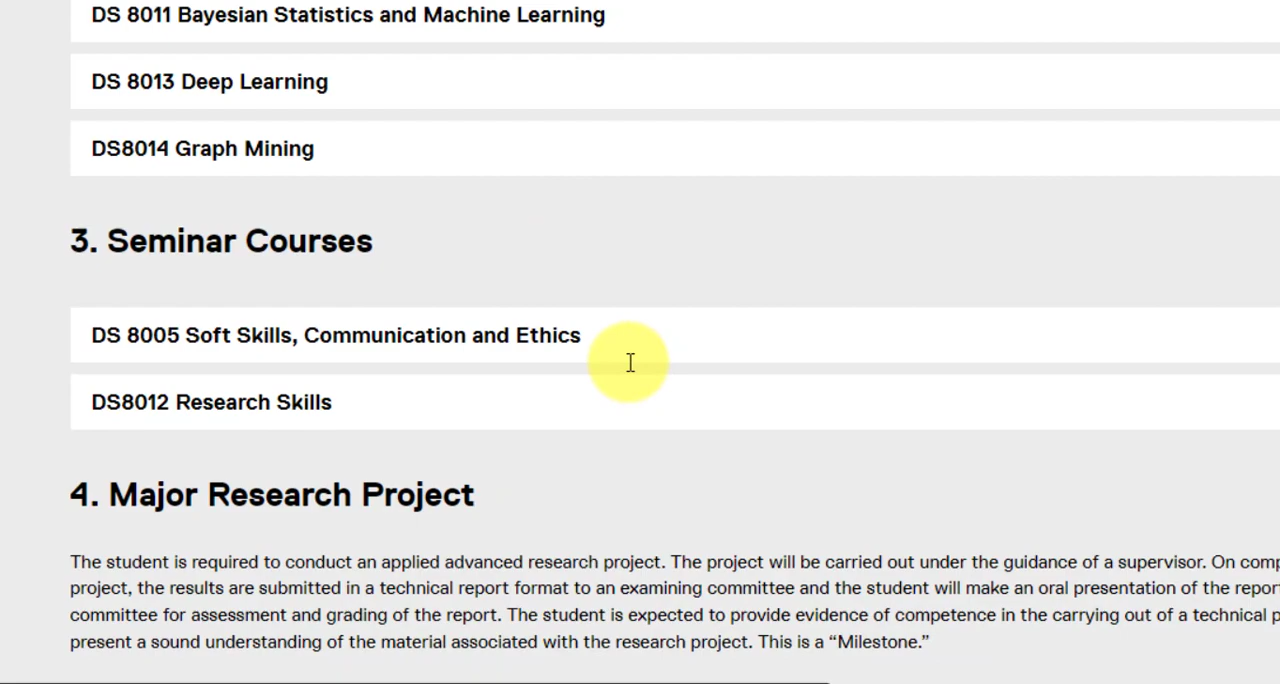 DS 8011 Bayesian Statistics and Machine Learning
DS 8013 Deep Learning
DS8014 Graph Mining
3. Seminar Courses
DS 8005 Soft Skills, Communication and Ethics
DS8012 Research Skills
4. Major Research Project
The student is required to conduct an applied advanced research project. The project will be carried out under the guidance of a supervisor. On
project, the results are submitted in a technical report format to an examining committee and the student will make an oral presentation of the
committee for assessment and grading of the report. The student is expected to provide evidence of competence in the carrying out of a technical
present a sound understanding of the material associated with the research project. This is a “Milestone.”